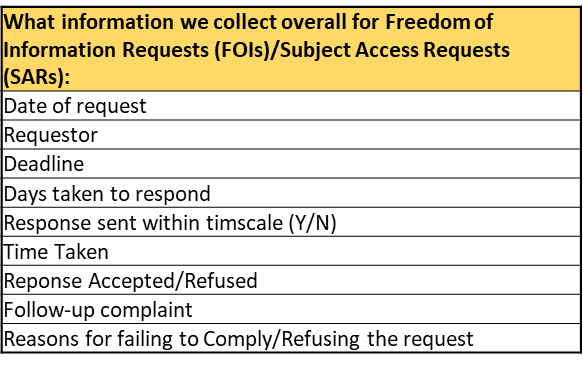 What information we collect overall for Freedom of
Information Requests (FOIs)/Subject Access Requests
(SARs):
Date of request
Requestor
Deadline
Days taken to respond
Response sent within timscale (Y/N)
Time Taken
Reponse Accepted/Refused
Follow-up complaint
Reasons for failing to Comply/Refusing the request